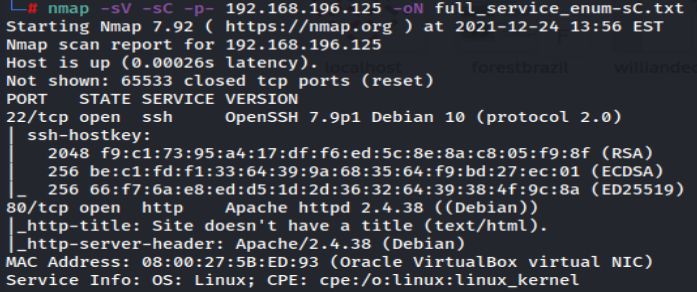 # nmap -sV -sC -p- 192.168.196.125 -oN full_service_enum-sC.txt
Starting Nmap 7.92 ( https://nmap.org ) at 2021-12-24 13:56 EST
Nmap scan report for 192.168.196.125
Host is up (0.00026s latency).
localhost forestbrazil
Not shown: 65533 closed tcp ports (reset)
PORT STATE SERVICE VERSION
22/tcp open ssh OpenSSH 7.9p1 Debian 10 (protocol 2.0)
| ssh-hostkey:
| 2048 f9:c1:73:95:a4:17:df:f6:ed:5c:8e:8a:c8:05:f9:8f (RSA)
| 256 be:c1:fd:f1:33:64:39:9a:68:35:64:f9:bd:27:ec:01 (ECDSA)
|_ 256 66:f7:6a:e8:ed:d5:1d:2d:36:32:64:39:38:4f:9c:8a (ED25519)
80/tcp open http Apache httpd 2.4.38 ((Debian))
|_http-title: Site doesn't have a title (text/html).
|_http-server-header: Apache/2.4.38 (Debian)
MAC Address: 08:00:27:5B:ED:93 (Oracle VirtualBox virtual NIC)
Service Info: OS: Linux; CPE: cpe:/o:linux:linux_kernel